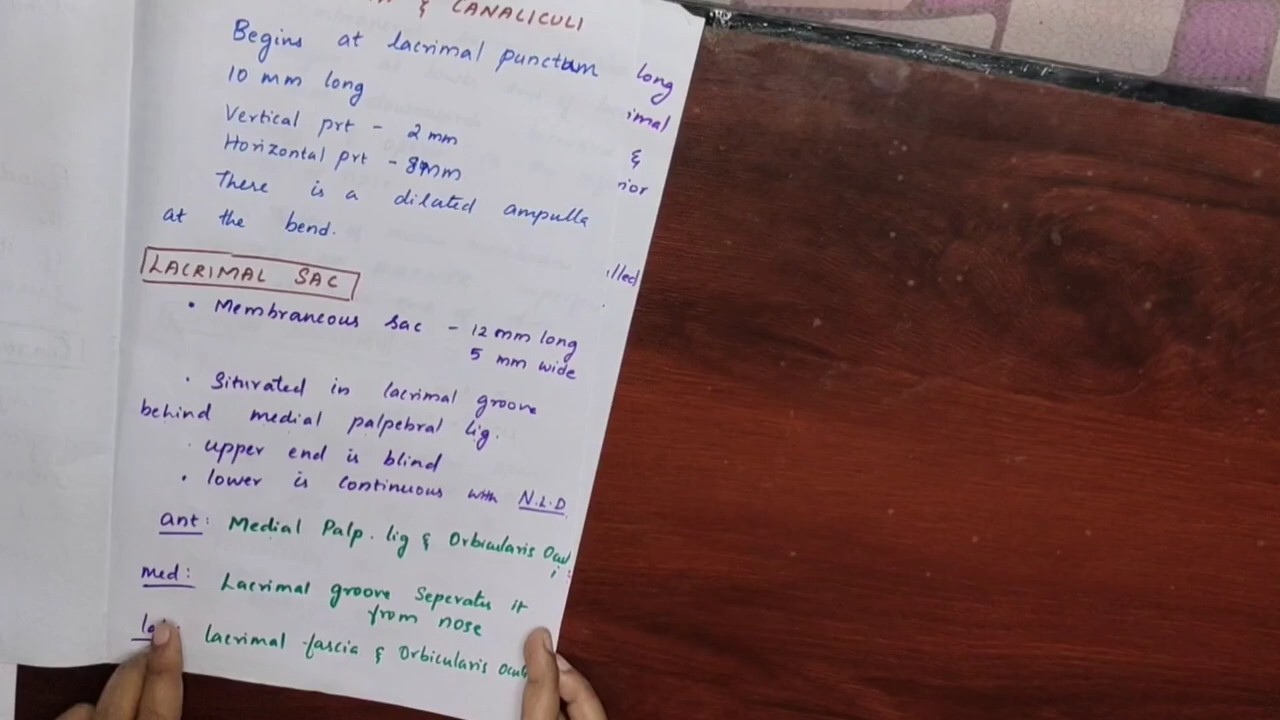 & CANALICULI
Begins at lacrimal punctum
10 mm long
Vertical prt - 2 mm
Horizontal prt - 8mm
There is a dilated ampulla
at the bend.
LACRIMAL SAC
• Membraneous sac - 12 mm long
5 mm wide
• Siturated in lacrimal groove
behind medial palpebral lig.
• upper end is blind
• lower is continuous with N.L.D
ant: Medial Palp. lig & Orbicularis Oculi
med: Lacrimal groove Seperates it
from nose
lacrimal fascia & Orbicularis
long
&